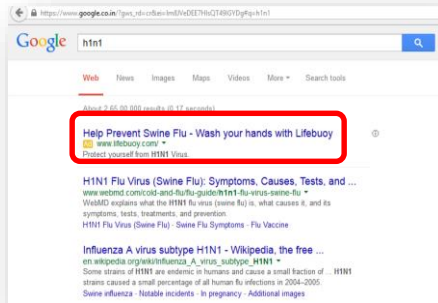 https://www.google.co.in/?gws_rd=cr&ei=ImlUVeDEE7HIsQT49IGYDg#q=h1n1
Google h1n1
Web News Images Maps Videos More Search tools
About 2,65,00,000 results (0.17 seconds)
Help Prevent Swine Flu - Wash your hands with Lifebuoy
Ad www.lifebuoy.com/
Protect yourself from H1N1 Virus.
H1N1 Flu Virus (Swine Flu): Symptoms, Causes, Tests, and ...
www.webmd.com/cold-and-flu/flu-guide/h1n1-flu-virus-swine-flu
WebMD explains what the H1N1 flu virus (swine flu) is, what causes it, and its
symptoms, tests, treatments, and prevention.
H1N1 Flu Virus (Swine Flu) - Swine Flu Symptoms - Flu Vaccine
Influenza A virus subtype H1N1 - Wikipedia, the free ...
en.wikipedia.org/wiki/Influenza_A_virus_subtype_H1N1
Some strains of H1N1 are endemic in humans and cause a small fraction of ... H1N1
strains caused a small percentage of all human flu infections in 2004–2005.
Swine influenza - Notable incidents - In pregnancy - Additional images